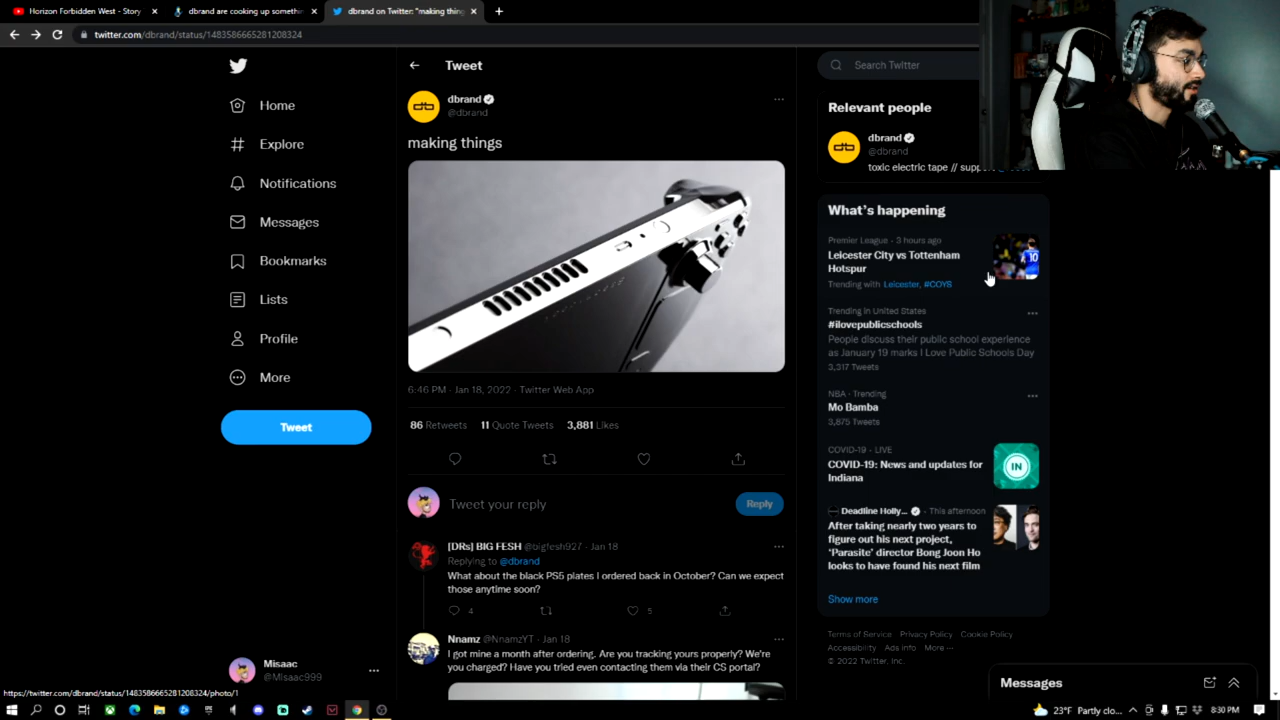 Horizon Forbidden West - Story
dbrand are cooking up somethin
dbrand on Twitter: "making thing
twitter.com/dbrand/status/1483586665281208324
Home
Explore
Notifications
Messages
Bookmarks
Lists
Profile
More
Tweet
Misaac
@Misaac999
Tweet
dbrand
@dbrand
making things
6:46 PM · Jan 18, 2022 · Twitter Web App
86 Retweets 11 Quote Tweets 3,881 Likes
Tweet your reply
Reply
[DRs] BIG FESH @bigfesh927 · Jan 18
Replying to @dbrand
What about the black PS5 plates I ordered back in October? Can we expect
those anytime soon?
4
5
Nnamz @NnamzYT · Jan 18
I got mine a month after ordering. Are you tracking yours properly? We're
you charged? Have you tried even contacting them via their CS portal?
Search Twitter
Relevant people
dbrand
@dbrand
toxic electric tape // supp
What's happening
Premier League · 3 hours ago
Leicester City vs Tottenham
Hotspur
Trending with Leicester, #COYS
Trending in United States
#ilovepublicschools
People discuss their public school experience
as January 19 marks I Love Public Schools Day
3,317 Tweets
NBA · Trending
Mo Bamba
3,875 Tweets
COVID-19 · LIVE
COVID-19: News and updates for
Indiana
IN
Deadline Holly... · This afternoon
After taking nearly two years to
figure out his next project,
'Parasite' director Bong Joon Ho
looks to have found his next film
Show more
Terms of Service Privacy Policy Cookie Policy
Accessibility Ads info More ···
© 2022 Twitter, Inc.
Messages
https://twitter.com/dbrand/status/1483586665281208324/photo/1
23°F Partly clo...
8:30 PM